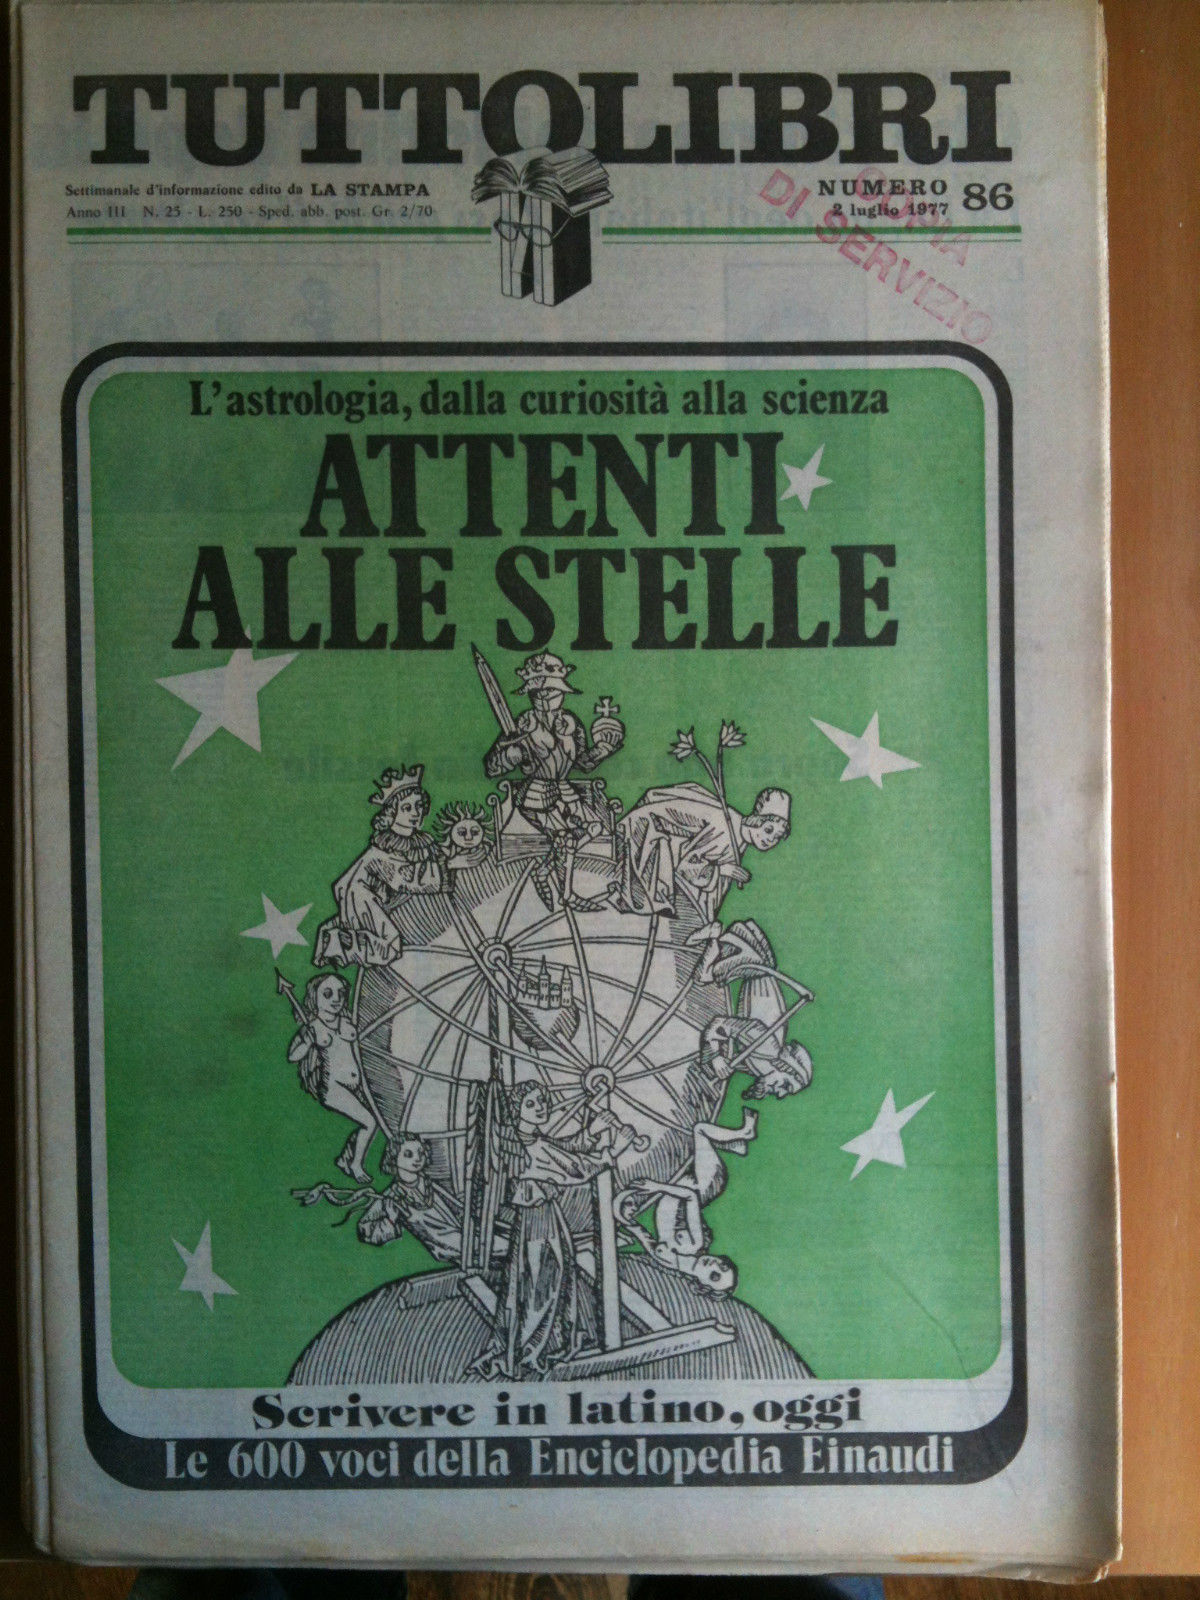 TUTTOLIBRI
Settimanale d'informazione edito da LA STAMPA
Anno III N. 25 - L. 250 - Sped. abb. post. Gr. 2/70
NUMERO 86
2 luglio 1977
COPIA
DI SERVIZIO
L'astrologia, dalla curiosità alla scienza
ATTENTI
ALLE STELLE
Scrivere in latino, oggi
Le 600 voci della Enciclopedia Einaudi